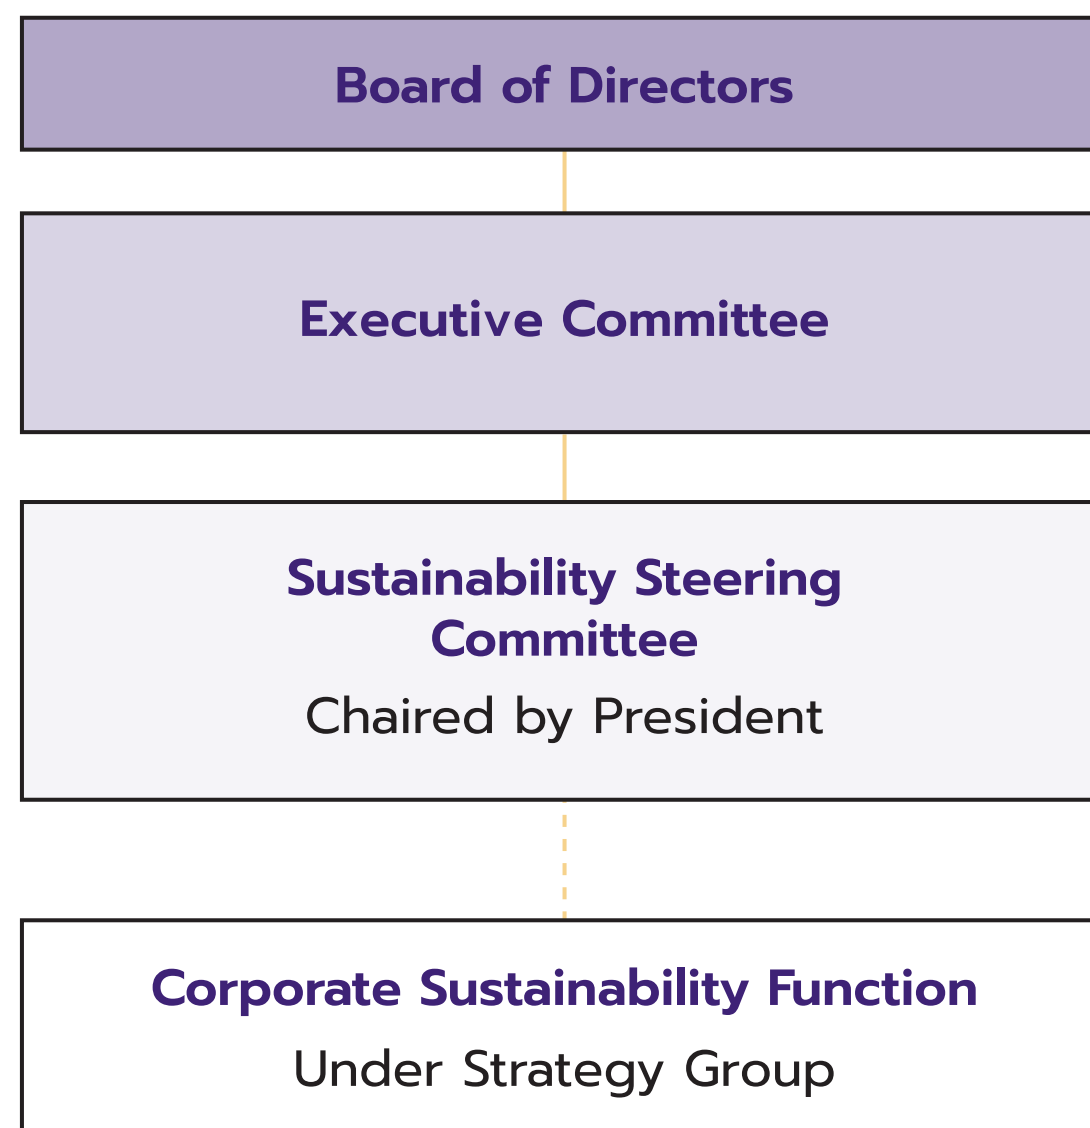 Board of Directors
Executive Committee
Sustainability Steering
Committee
Chaired by President
Corporate Sustainability Function
Under Strategy Group